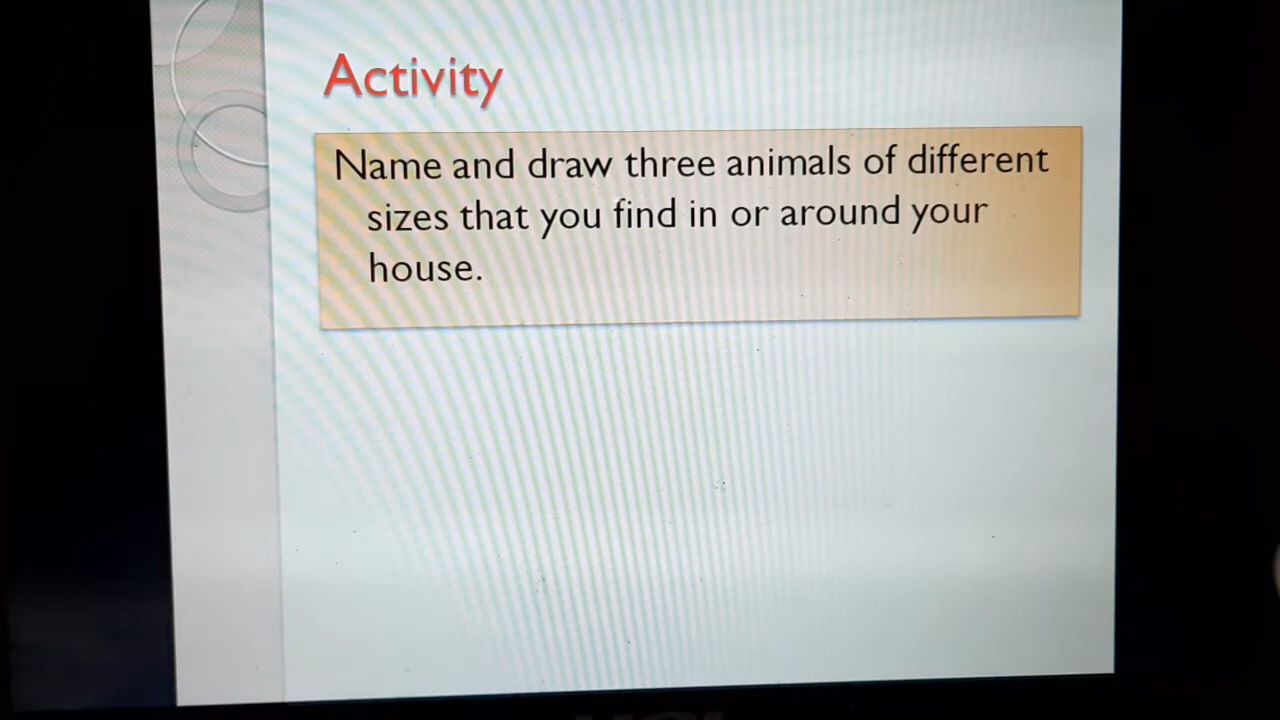 Activity
Name and draw three animals of different
sizes that you find in or around your
house.